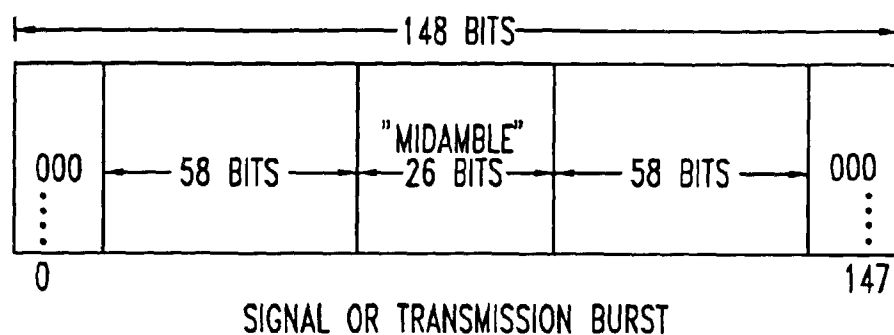 148 BITS
"MIDAMBLE"
000 58 BITS 26 BITS 58 BITS 000
0 147
SIGNAL OR TRANSMISSION BURST